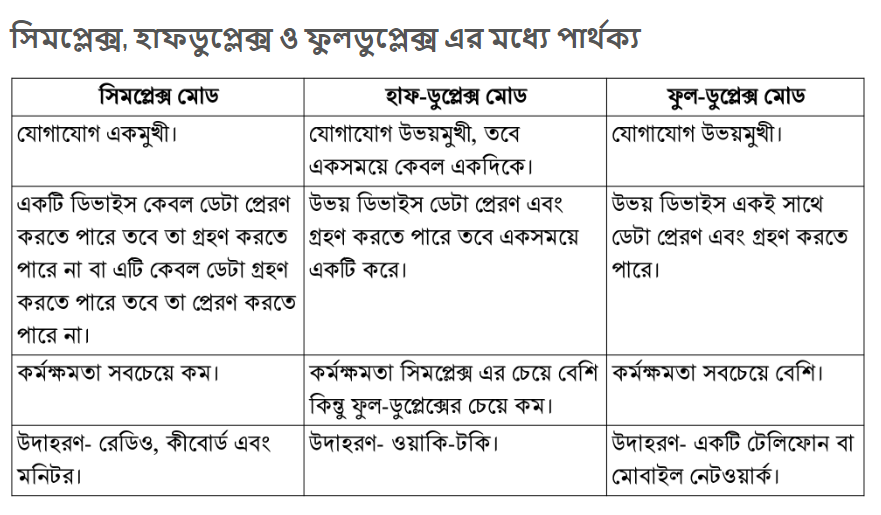 সিমপ্লেক্স, হাফডুপ্লেক্স ও ফুলডুপ্লেক্স এর মধ্যে পার্থক্য
সিমপ্লেক্স মোড
হাফ-ডুপ্লেক্স মোড
ফুল-ডুপ্লেক্স মোড
যোগাযোগ একমুখী।
যোগাযোগ উভয়মুখী, তবে
একসময়ে কেবল একদিকে।
যোগাযোগ উভয়মুখী।
একটি ডিভাইস কেবল ডেটা প্রেরণ
করতে পারে তবে তা গ্রহণ করতে
পারে না বা এটি কেবল ডেটা গ্রহণ
করতে পারে তবে তা প্রেরণ করতে
পারে না।
উভয় ডিভাইস ডেটা প্রেরণ এবং
গ্রহণ করতে পারে তবে একসময়ে
একটি করে।
উভয় ডিভাইস একই সাথে
ডেটা প্রেরণ এবং গ্রহণ করতে
পারে।
কর্মক্ষমতা সবচেয়ে কম।
কর্মক্ষমতা সিমপ্লেক্স এর চেয়ে বেশি
কিন্তু ফুল-ডুপ্লেক্সের চেয়ে কম।
কর্মক্ষমতা সবচেয়ে বেশি।
উদাহরণ- রেডিও, কীবোর্ড এবং
মনিটর।
উদাহরণ- ওয়াকি-টকি।
উদাহরণ- একটি টেলিফোন বা
মোবাইল নেটওয়ার্ক।